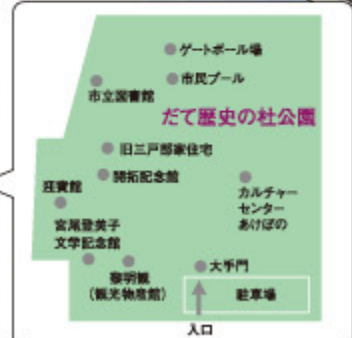 ゲートボール場
市民プール
市立図書館
だて歴史の杜公園
旧三戸部家住宅
開拓記念館
迎賓館
カルチャー
センター
あけぼの
宮尾登美子
文学記念館
黎明観
(観光物産館)
大手門
駐車場
入口